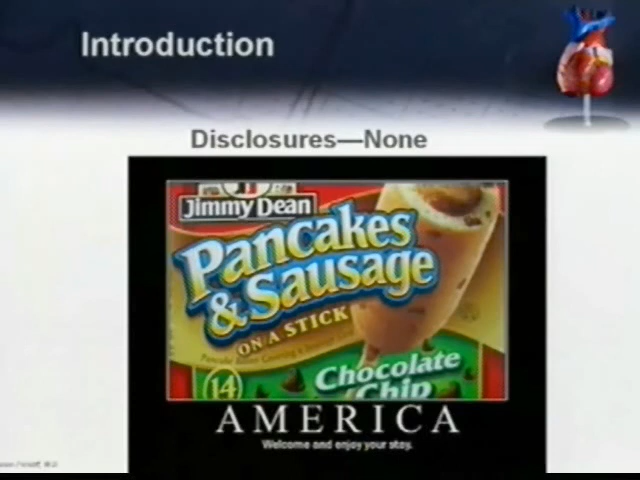 Introduction
Disclosures—None
Jimmy Dean
Pancakes
& Sausage
ON A STICK
Chocolate
Chip
14
AMERICA
Welcome and enjoy your stay.